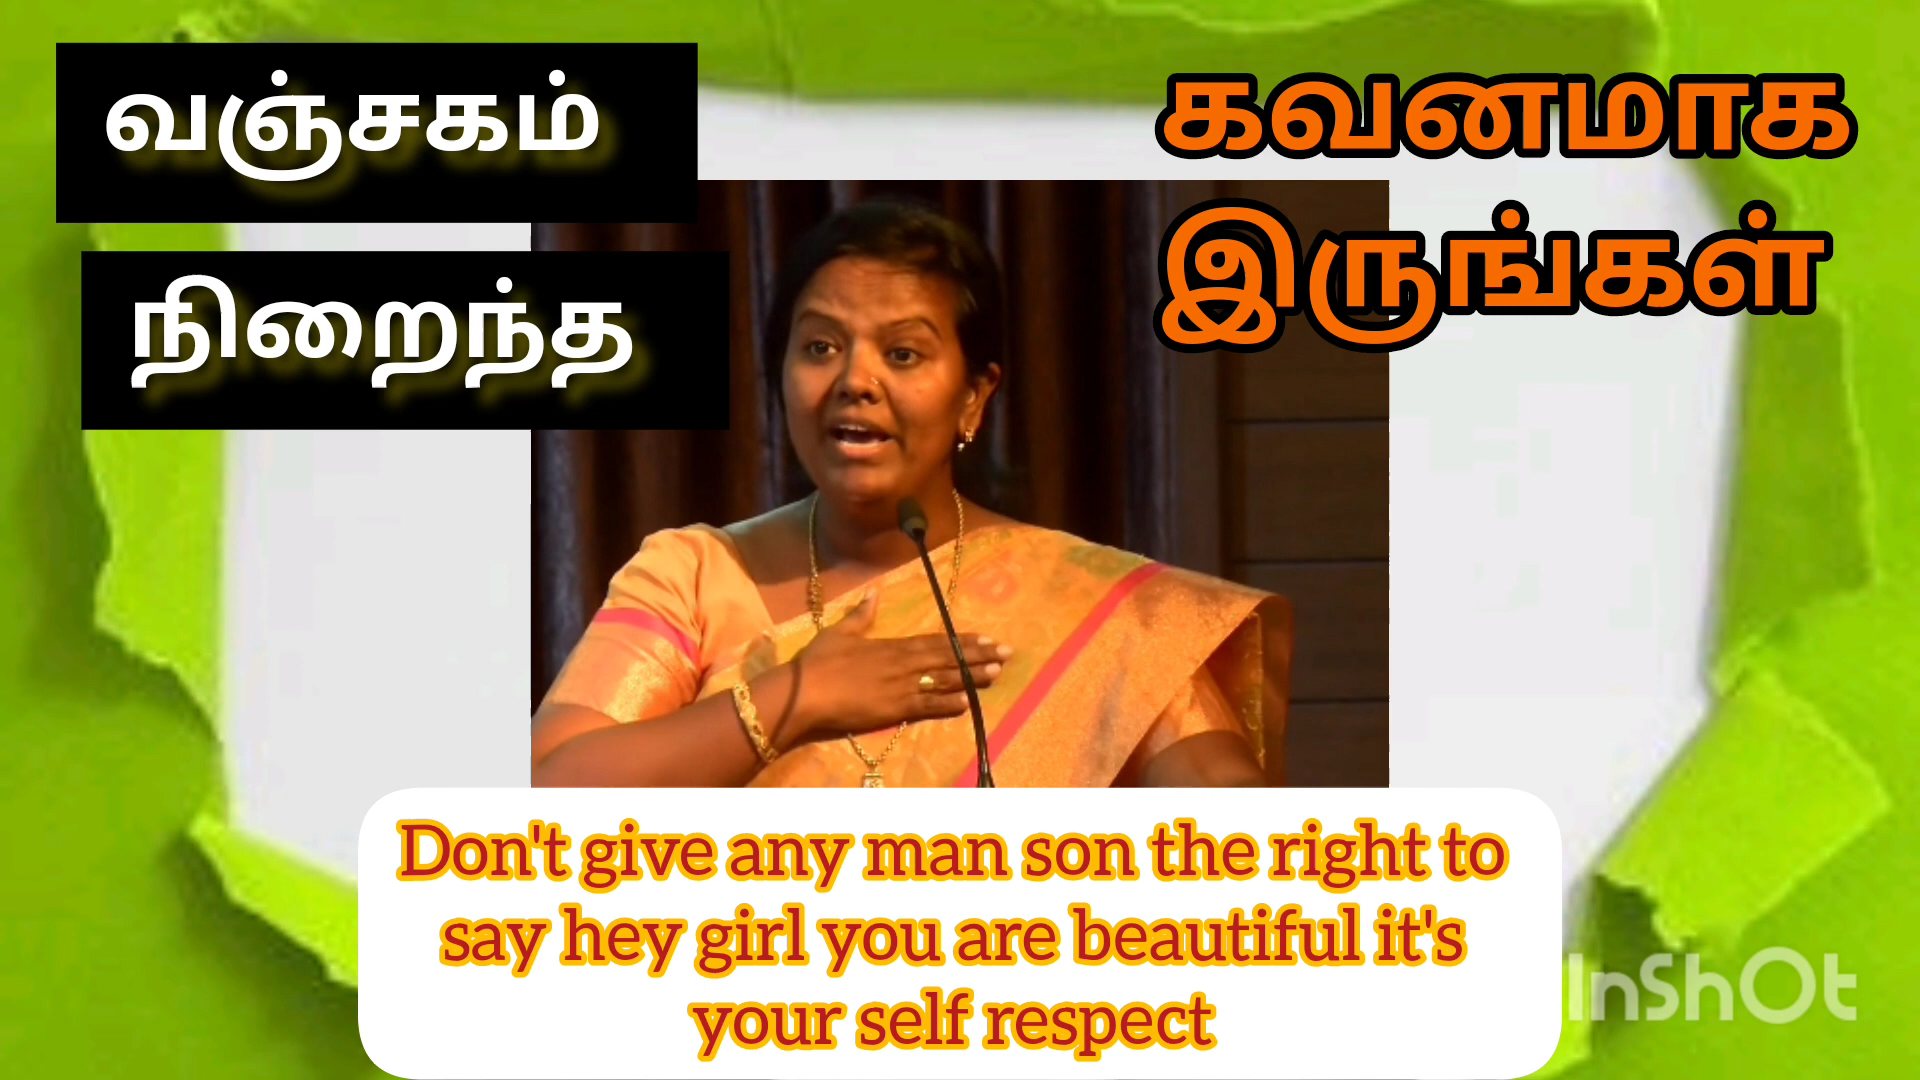 வஞ்சகம்
நிறைந்த
கவனமாக
இருங்கள்
Don't give any man son the right to
say hey girl you are beautiful it's
your self respect
InShOt